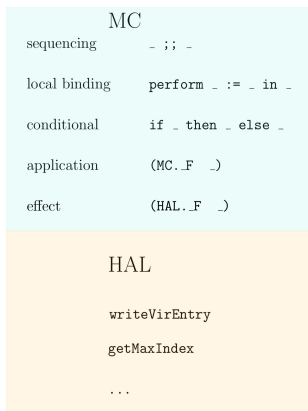 MC
sequencing _ ;; _
local binding perform _ := _ in _
conditional if _ then _ else _
application (MC._F _)
effect (HAL._F _)
HAL
writeVirEntry
getMaxIndex
...